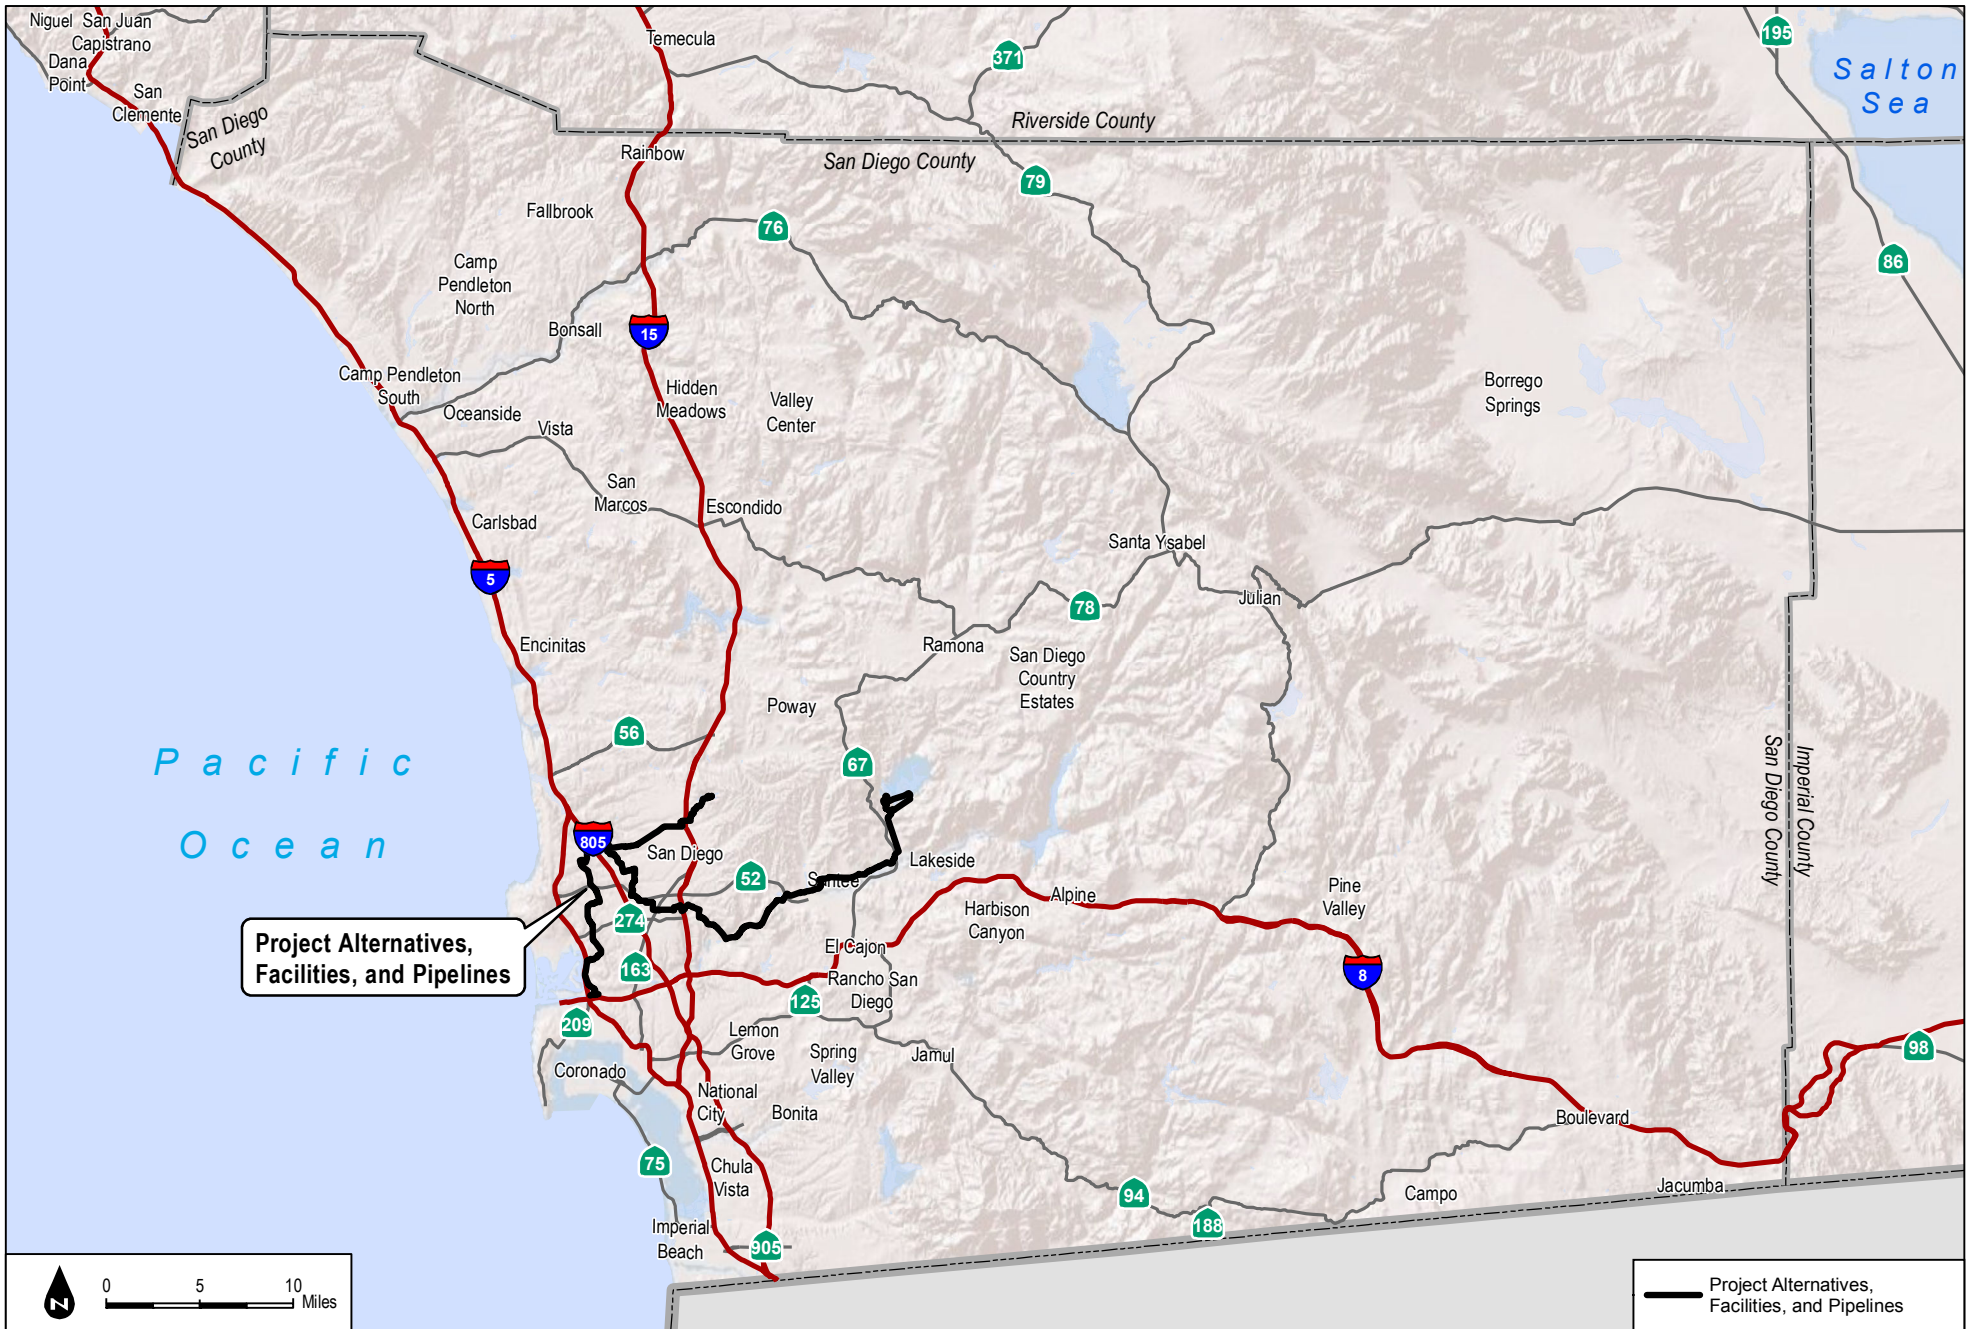 Niguel
San Juan
Capistrano
Dana
Point
San
Clemente
San Diego
County
Temecula
371
195
Salton
Sea
Riverside County
San Diego County
Rainbow
79
Fallbrook
76
86
Camp
Pendleton
North
Bonsall
15
Camp Pendleton
South
Oceanside
Hidden
Meadows
Valley
Center
Borrego
Springs
Vista
San
Marcos
Escondido
Carlsbad
Santa Ysabel
5
78
Julian
Encinitas
Ramona
San Diego
Country
Estates
Poway
56
67
Pacific
Ocean
San Diego County
Imperial County
805
San Diego
52
Santee
Lakeside
Alpine
Pine
Valley
Harbison
Canyon
274
Project Alternatives,
Facilities, and Pipelines
El Cajon
163
8
Rancho San
Diego
125
209
Lemon
Grove
Spring
Valley
Jamul
98
Coronado
National
City
Bonita
Boulevard
75
Chula
Vista
94
188
Campo
Jacumba
Imperial
Beach
905
N
0 5 10
Miles
Project Alternatives,
Facilities, and Pipelines